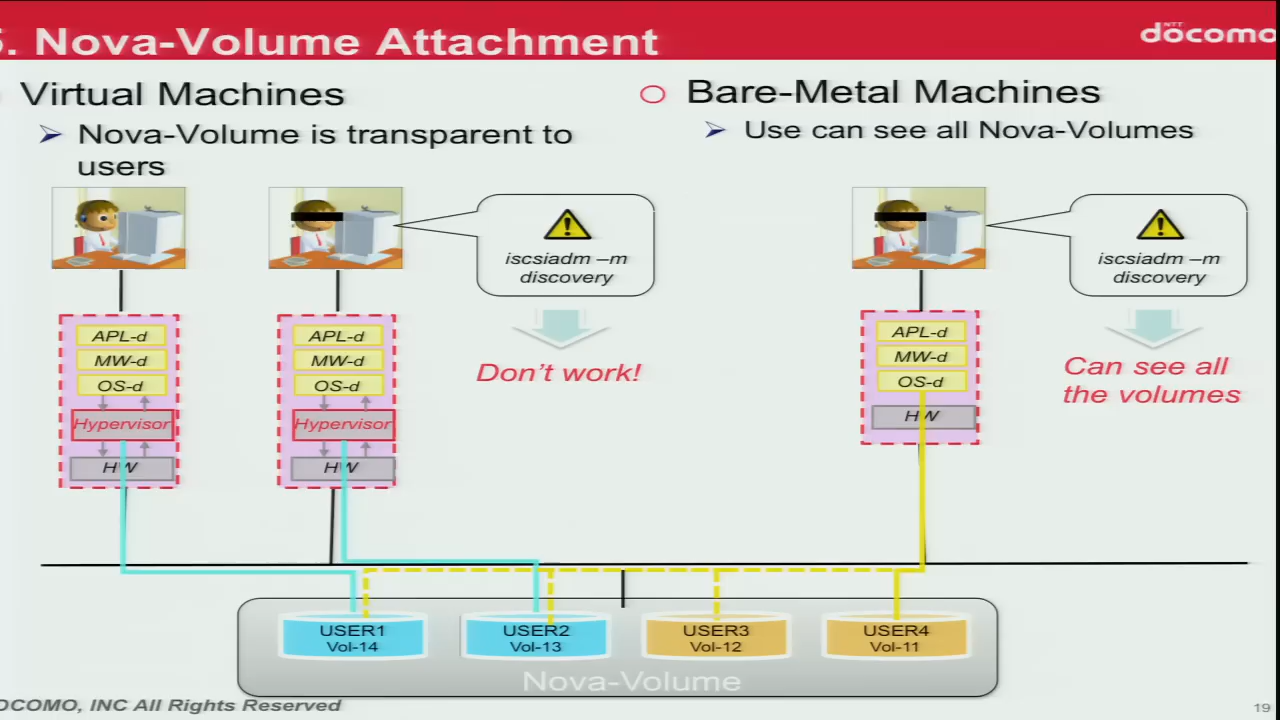 . Nova-Volume Attachment
NTT
docomo
Virtual Machines
Nova-Volume is transparent to
users
Bare-Metal Machines
Use can see all Nova-Volumes
iscsiadm –m
discovery
Don't work!
iscsiadm –m
discovery
Can see all
the volumes
APL-d
MW-d
OS-d
Hypervisor
HW
APL-d
MW-d
OS-d
Hypervisor
HW
APL-d
MW-d
OS-d
HW
USER1
Vol-14
USER2
Vol-13
USER3
Vol-12
USER4
Vol-11
Nova-Volume
OCOMO, INC All Rights Reserved
19